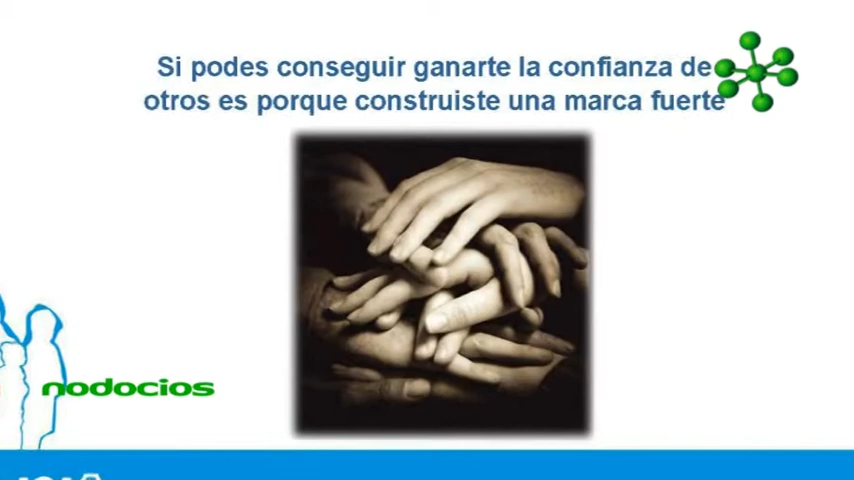 Si podes conseguir ganarte la confianza de
otros es porque construiste una marca fuerte
nodocios